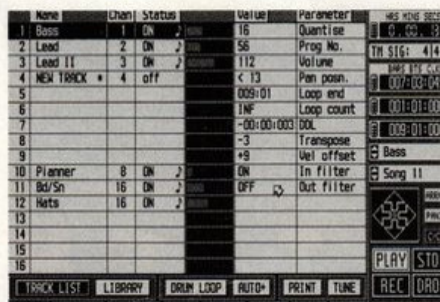 Name Chan Status Value Parameter HRS MINS SECS
1 Bass 1 ON 16 Quantise
2 Lead 2 ON 56 Prog No.
3 Lead II 3 ON 112 Volume
4 NEW TRACK * 4 off < 13 Pan posn.
5 009:01 Loop end
6 INF Loop count
7 -00:00:003 DDL
8 -3 Transpose
9 +9 Vel offset
10 Planner 8 ON ON In filter
11 Bd/Sn 16 ON OFF Out filter
12 Hats 16 ON
13
14
15
16
TM SIG: 4/4
007:03:04
001:01:00
009:01:00
Bass
Song 11
PLAY STO
REC DRO
TRACK LIST LIBRARY DRUM LOOP AUTO+ PRINT TUNE